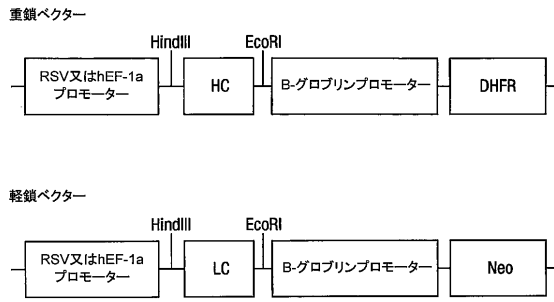 重鎖ベクター
HindIII
EcoRI
RSV又はhEF-1a
プロモーター
HC
B-グロブリンプロモーター
DHFR
軽鎖ベクター
HindIII
EcoRI
RSV又はhEF-1a
プロモーター
LC
B-グロブリンプロモーター
Neo